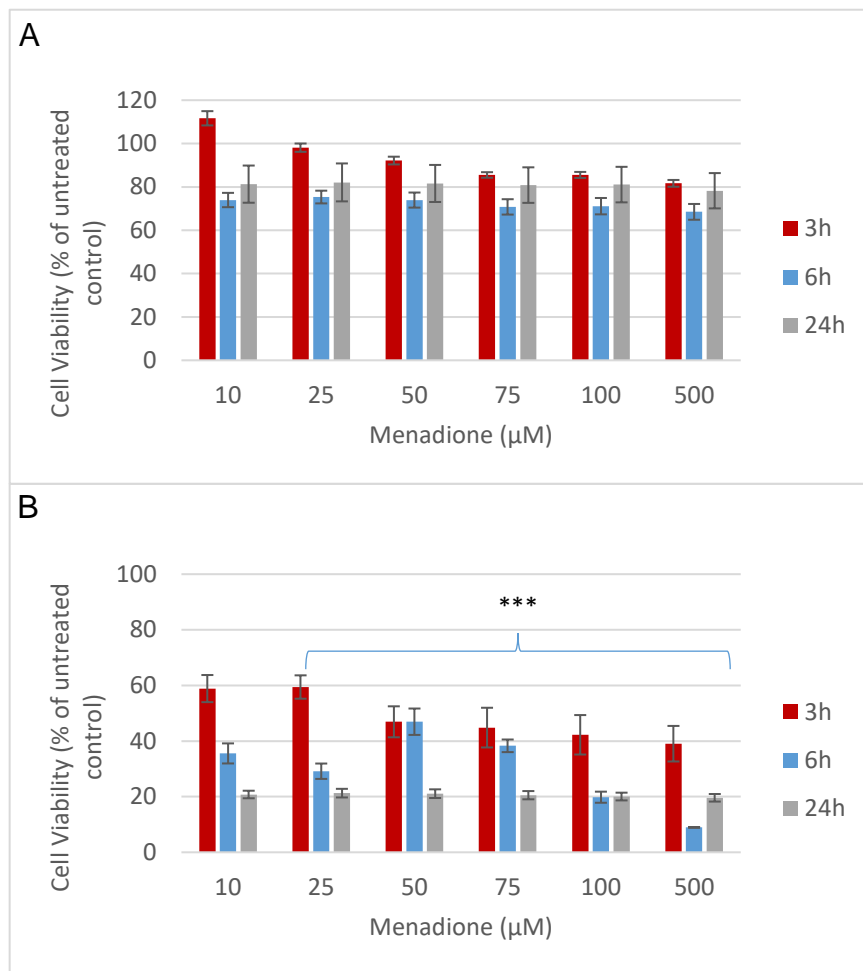 A
Cell Viability (% of untreated
control)
120
100
80
60
40
20
0
10 25 50 75 100 500
Menadione (µM)
3h
6h
24h
B
Cell Viability (% of untreated
control)
100
80
60
40
20
0
***
10 25 50 75 100 500
Menadione (µM)
3h
6h
24h